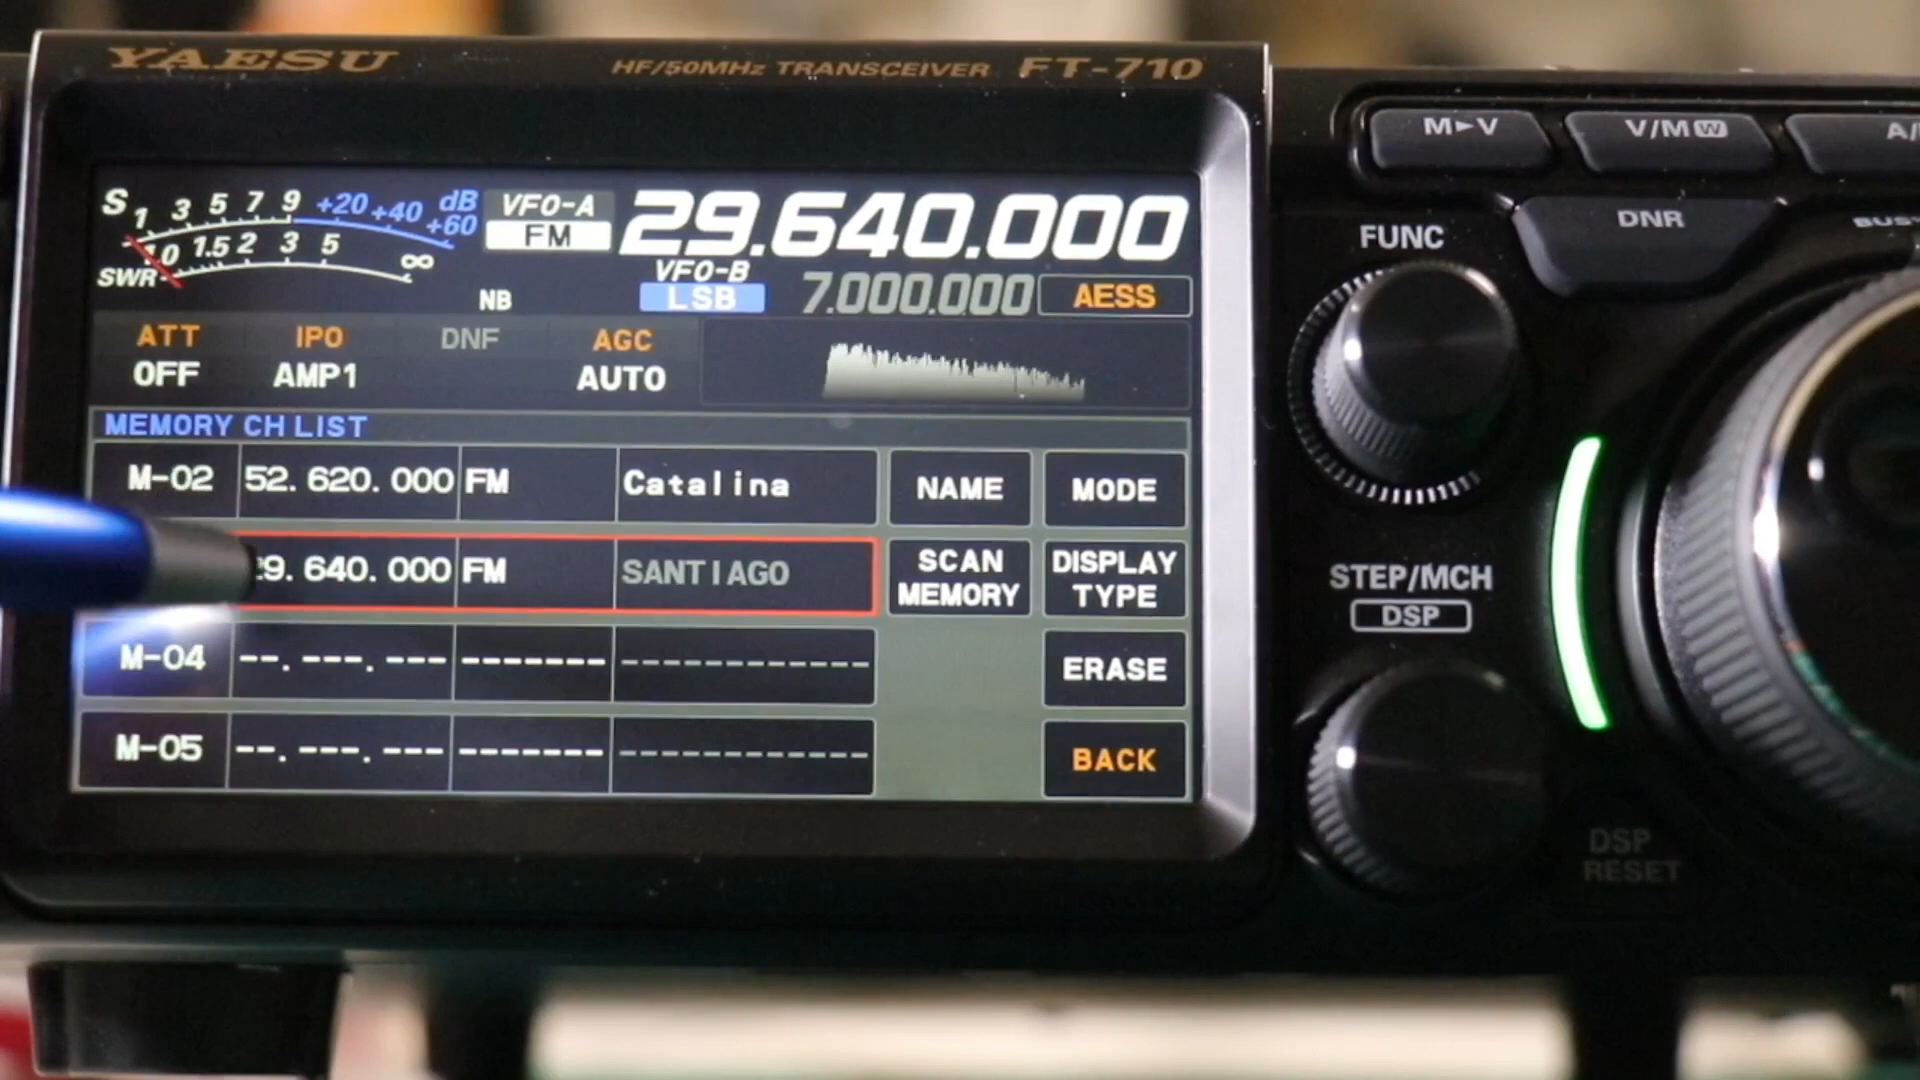 YAESU HF/50MHz TRANSCEIVER FT-710
M►V V/M W
DNR
FUNC
STEP/MCH
DSP
DSP
RESET
S 1 3 5 7 9 +20 +40 +60 dB
SWR 1.0 1.5 2 3 5 ∞
VFO-A
FM
29.640.000
VFO-B
NB LSB 7.000.000 AESS
ATT IPO DNF AGC
OFF AMP1 AUTO
MEMORY CH LIST
M-02 52.620.000 FM Catalina NAME MODE
640.000 FM SANTIAGO SCAN MEMORY DISPLAY TYPE
M-04 --.---.--- ------- --------------- ERASE
M-05 --.---.--- ------- --------------- BACK